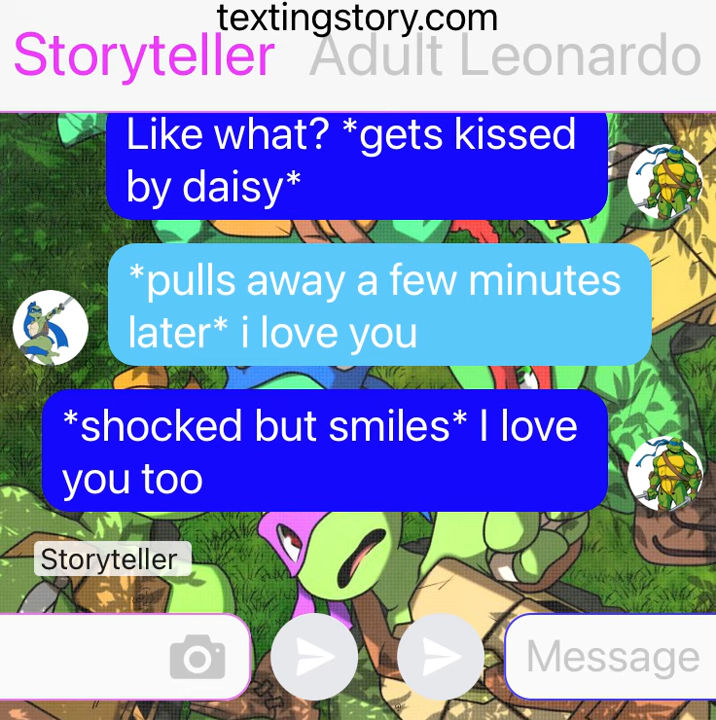 textingstory.com
Storyteller Adult Leonardo
Like what? *gets kissed
by daisy*
*pulls away a few minutes
later* i love you
*shocked but smiles* I love
you too
Storyteller
Message